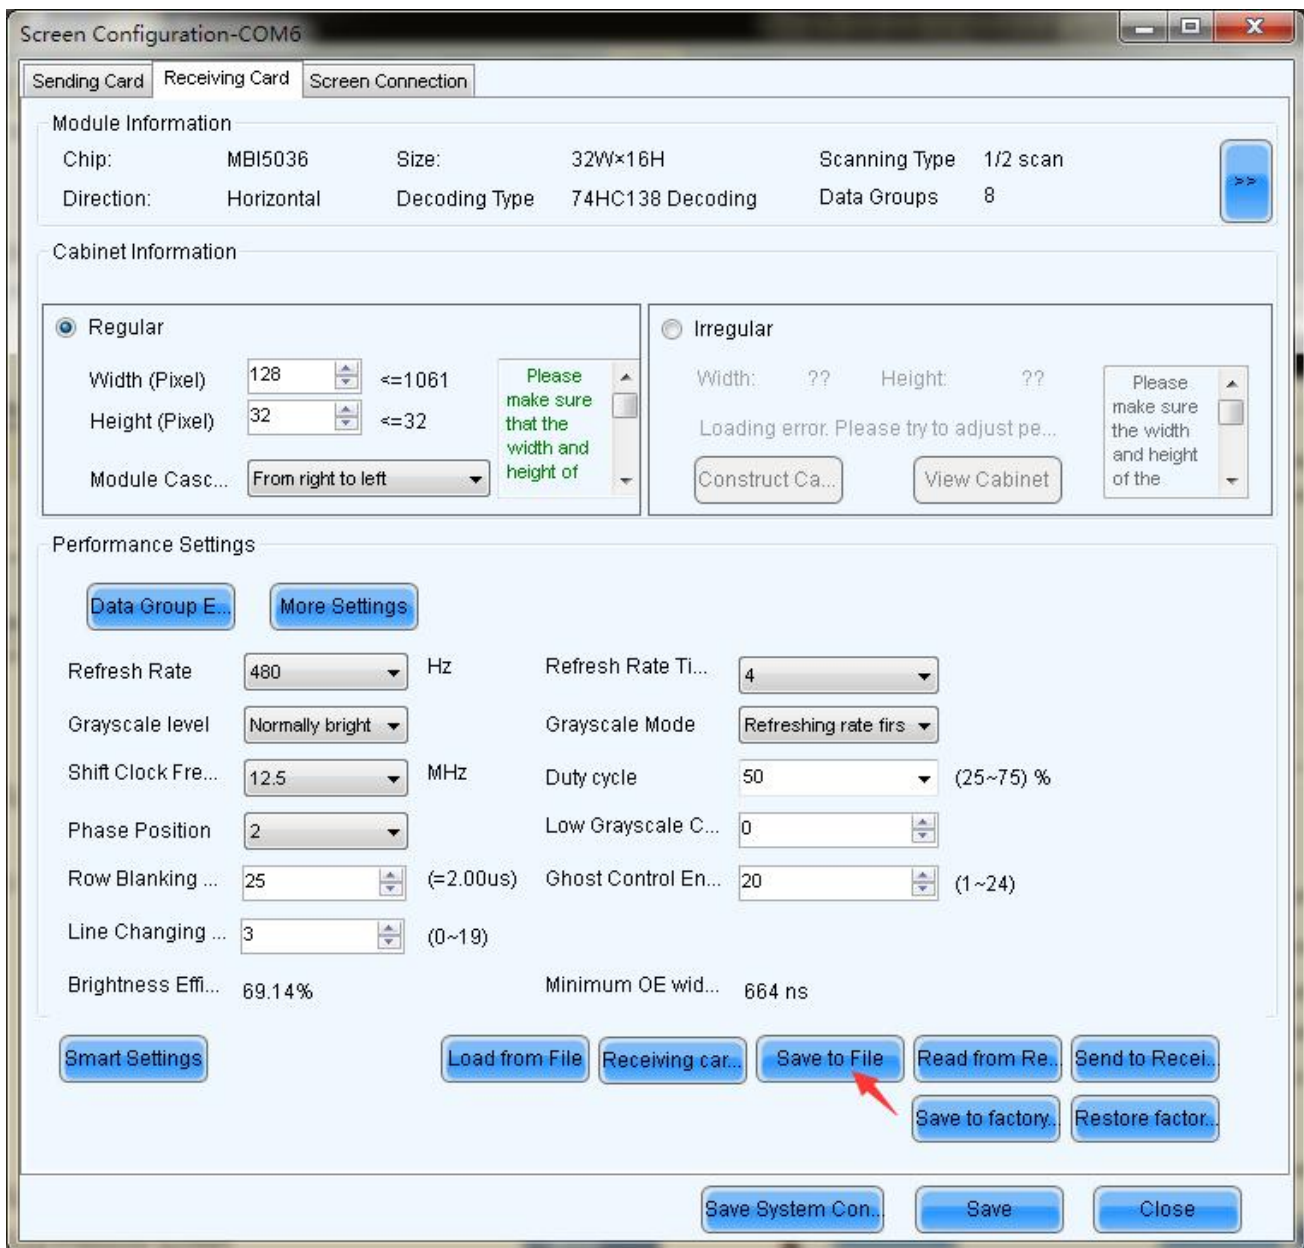 Screen Configuration-COM6
Sending Card Receiving Card Screen Connection
Module Information
Chip: MBI5036 Size: 32W×16H Scanning Type 1/2 scan
Direction: Horizontal Decoding Type 74HC138 Decoding Data Groups 8
>>
Cabinet Information
Regular
Width (Pixel) 128 <=1061
Height (Pixel) 32 <=32
Module Casc... From right to left
Please
make sure
that the
width and
height of
Irregular
Width: ?? Height: ??
Loading error. Please try to adjust pe...
Construct Ca... View Cabinet
Please
make sure
the width
and height
of the
Performance Settings
Data Group E... More Settings
Refresh Rate 480 Hz Refresh Rate Ti... 4
Grayscale level Normally bright Grayscale Mode Refreshing rate firs
Shift Clock Fre... 12.5 MHz Duty cycle 50 (25~75) %
Phase Position 2 Low Grayscale C... 0
Row Blanking ... 25 (=2.00us) Ghost Control En... 20 (1~24)
Line Changing ... 3 (0~19)
Brightness Effi... 69.14% Minimum OE wid... 664 ns
Smart Settings Load from File Receiving car... Save to File Read from Re... Send to Recei...
Save to factory... Restore factor...
Save System Con... Save Close